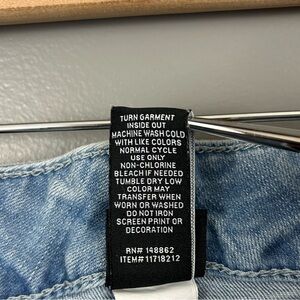 TURN GARMENT
INSIDE OUT
MACHINE WASH COLD
WITH LIKE COLORS
NORMAL CYCLE
USE ONLY
NON-CHLORINE
BLEACH IF NEEDED
TUMBLE DRY LOW
COLOR MAY
TRANSFER WHEN
WORN OR WASHED
DO NOT IRON
SCREEN PRINT OR
DECORATION
RN# 148862
ITEM#11718212